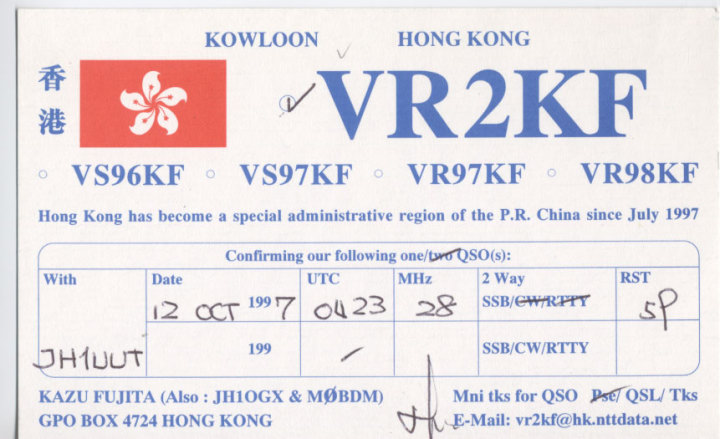 KOWLOON HONG KONG
香港
VR2KF
VS96KF VS97KF VR97KF VR98KF
Hong Kong has become a special administrative region of the P.R. China since July 1997
Confirming our following one/two QSO(s):
With Date UTC MHz 2 Way RST
12 OCT 1997 0423 28 SSB/CW/RTTY 59
JH1UUT 199 SSB/CW/RTTY
KAZU FUJITA (Also : JH1OGX & MØBDM) Mni tks for QSO Pse/ QSL/ Tks
GPO BOX 4724 HONG KONG E-Mail: vr2kf@hk.nttdata.net